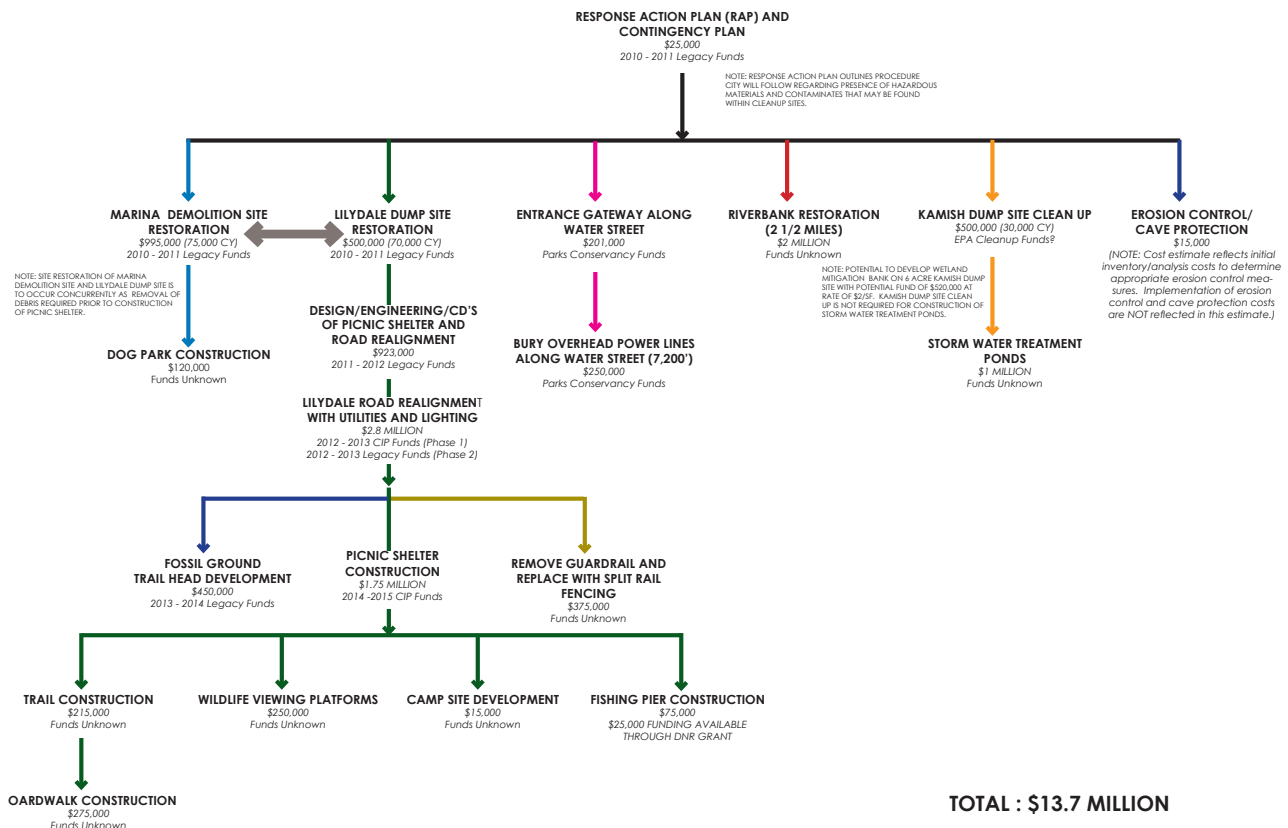 RESPONSE ACTION PLAN (RAP) AND
CONTINGENCY PLAN
$25,000
2010 - 2011 Legacy Funds
NOTE: RESPONSE ACTION PLAN OUTLINES PROCEDURE
CITY WILL FOLLOW REGARDING PRESENCE OF HAZARDOUS
MATERIALS AND CONTAMINATES THAT MAY BE FOUND
WITHIN CLEANUP SITES.
MARINA DEMOLITION SITE
RESTORATION
$995,000 (75,000 CY)
2010 - 2011 Legacy Funds
NOTE: SITE RESTORATION OF MARINA
DEMOLITION SITE AND LILYDALE DUMP SITE IS
TO OCCUR CONCURRENTLY AS REMOVAL OF
DEBRIS REQUIRED PRIOR TO CONSTRUCTION
OF PICNIC SHELTER.
DOG PARK CONSTRUCTION
$120,000
Funds Unknown
LILYDALE DUMP SITE
RESTORATION
$500,000 (70,000 CY)
2010 - 2011 Legacy Funds
DESIGN/ENGINEERING/CD'S
OF PICNIC SHELTER AND
ROAD REALIGNMENT
$923,000
2011 - 2012 Legacy Funds
LILYDALE ROAD REALIGNMENT
WITH UTILITIES AND LIGHTING
$2.8 MILLION
2012 - 2013 CIP Funds (Phase 1)
2012 - 2013 Legacy Funds (Phase 2)
ENTRANCE GATEWAY ALONG
WATER STREET
$201,000
Parks Conservancy Funds
BURY OVERHEAD POWER LINES
ALONG WATER STREET (7,200')
$250,000
Parks Conservancy Funds
RIVERBANK RESTORATION
(2 1/2 MILES)
$2 MILLION
Funds Unknown
KAMISH DUMP SITE CLEAN UP
$500,000 (30,000 CY)
EPA Cleanup Funds?
NOTE: POTENTIAL TO DEVELOP WETLAND
MITIGATION BANK ON 6 ACRE KAMISH DUMP
SITE WITH POTENTIAL FUND OF $520,000 AT
RATE OF $2/SF. KAMISH DUMP SITE CLEAN
UP IS NOT REQUIRED FOR CONSTRUCTION OF
STORM WATER TREATMENT PONDS.
STORM WATER TREATMENT
PONDS
$1 MILLION
Funds Unknown
EROSION CONTROL/
CAVE PROTECTION
$15,000
(NOTE: Cost estimate reflects initial
inventory/analysis costs to determine
appropriate erosion control mea-
sures. Implementation of erosion
control and cave protection costs
are NOT reflected in this estimate.)
FOSSIL GROUND
TRAIL HEAD DEVELOPMENT
$450,000
2013 - 2014 Legacy Funds
PICNIC SHELTER
CONSTRUCTION
$1.75 MILLION
2014 -2015 CIP Funds
REMOVE GUARDRAIL AND
REPLACE WITH SPLIT RAIL
FENCING
$375,000
Funds Unknown
TRAIL CONSTRUCTION
$215,000
Funds Unknown
WILDLIFE VIEWING PLATFORMS
$250,000
Funds Unknown
CAMP SITE DEVELOPMENT
$15,000
Funds Unknown
FISHING PIER CONSTRUCTION
$75,000
$25,000 FUNDING AVAILABLE
THROUGH DNR GRANT
OARDWALK CONSTRUCTION
$275,000
Funds Unknown
TOTAL : $13.7 MILLION